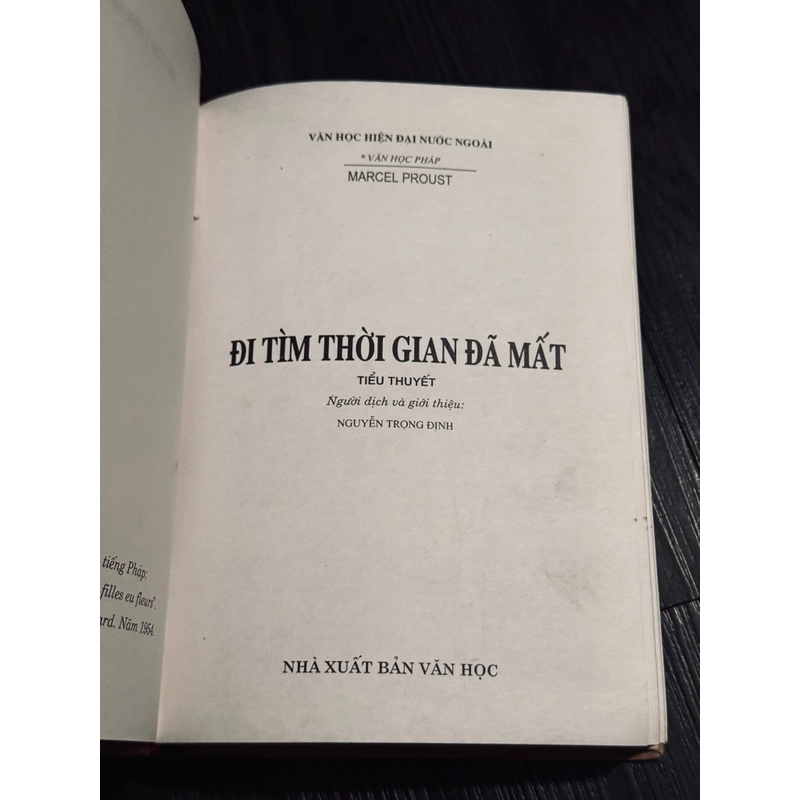 tiếng Pháp:
filles eu fleurs".
ard. Năm 1954.
VĂN HỌC HIỆN ĐẠI NƯỚC NGOÀI
* VĂN HỌC PHÁP
MARCEL PROUST
ĐI TÌM THỜI GIAN ĐÃ MẤT
TIỂU THUYẾT
Người dịch và giới thiệu:
NGUYỄN TRỌNG ĐỊNH
NHÀ XUẤT BẢN VĂN HỌC